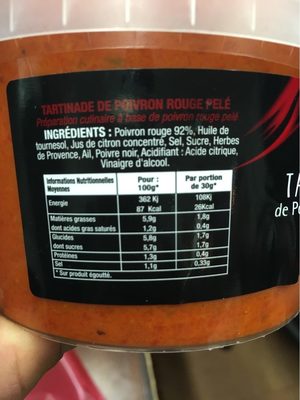 TARTINADE DE POIVRON ROUGE PELÉ
Préparation culinaire à base de poivron rouge pelé
INGRÉDIENTS : Poivron rouge 92%, Huile de
tournesol, Jus de citron concentré, Sel, Sucre, Herbes
de Provence, Ail, Poivre noir, Acidifiant : Acide citrique,
Vinaigre d'alcool.
Informations Nutritionnelles Moyennes Pour : 100g* Par portion de 30g*
Energie 362 Kj 108Kj
87 Kcal 26Kcal
Matières grasses 5,9g 1,8g
dont acides gras saturés 1,2g 0,4g
Glucides 5,8g 1,7g
dont sucres 5,7g 1,7g
Protéines 1,3g 0,4g
Sel 1,1g 0,33g
* Sur produit égoutté.
TA
de Po